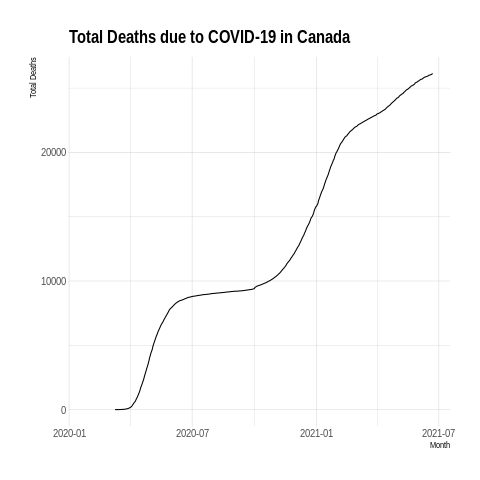 Total Deaths due to COVID-19 in Canada
Total Deaths
20000
10000
0
2020-01
2020-07
2021-01
2021-07
Month